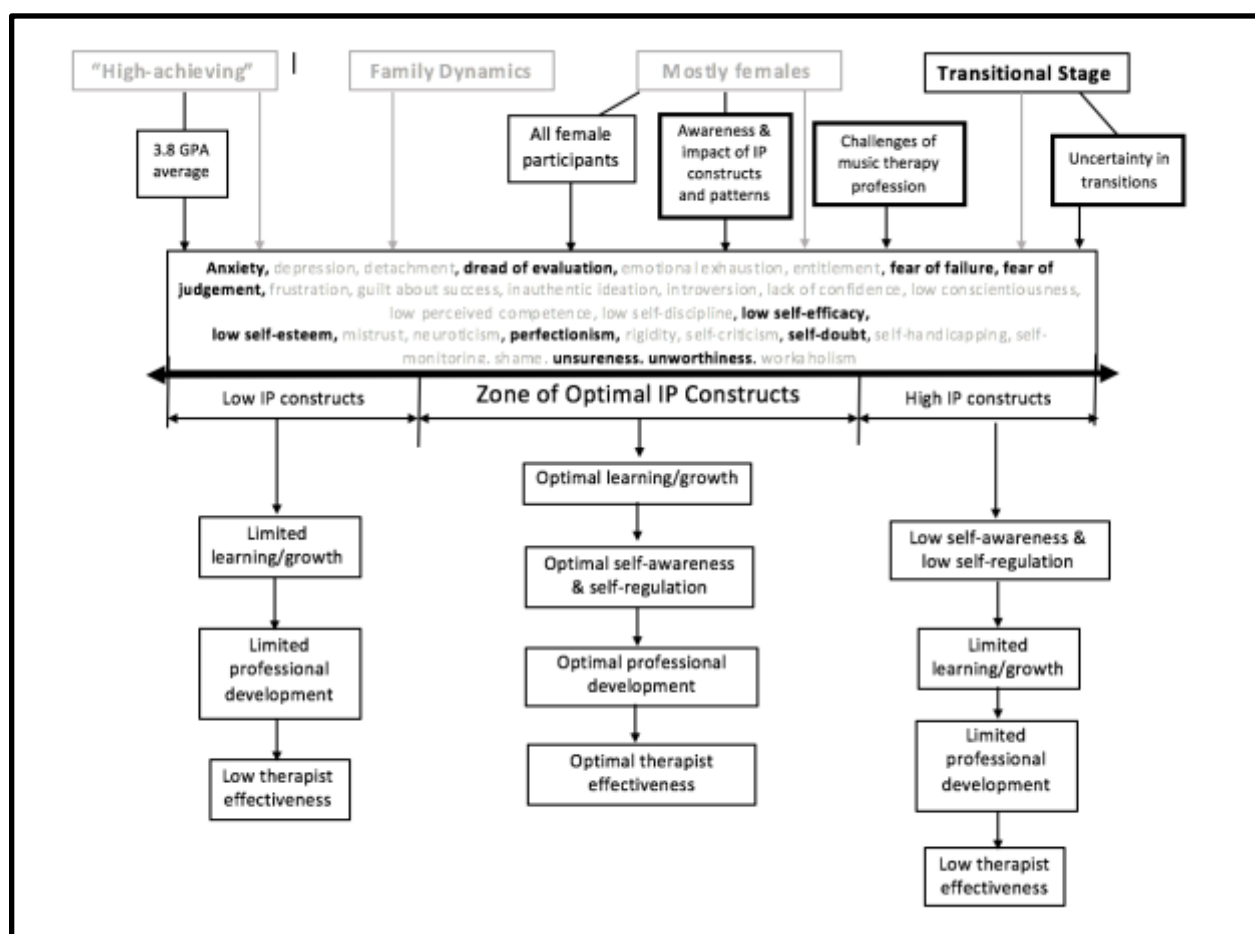 "High-achieving"
Family Dynamics
Mostly females
Transitional Stage
3.8 GPA
average
All female
participants
Awareness &
impact of IP
constructs
and patterns
Challenges of
music therapy
profession
Uncertainty in
transitions
Anxiety, depression, detachment, dread of evaluation, emotional exhaustion, entitlement, fear of failure, fear of
judgement, frustration, guilt about success, inauthentic ideation, introversion, lack of confidence, low conscientiousness,
low perceived competence, low self-discipline, low self-efficacy,
low self-esteem, mistrust, neuroticism, perfectionism, rigidity, self-criticism, self-doubt, self-handicapping, self-
monitoring, shame, unsureness, unworthiness, workaholism
Low IP constructs
Zone of Optimal IP Constructs
High IP constructs
Limited
learning/growth
Limited
professional
development
Low therapist
effectiveness
Optimal learning/growth
Optimal self-awareness
& self-regulation
Optimal professional
development
Optimal therapist
effectiveness
Low self-awareness &
low self-regulation
Limited
learning/growth
Limited
professional
development
Low therapist
effectiveness